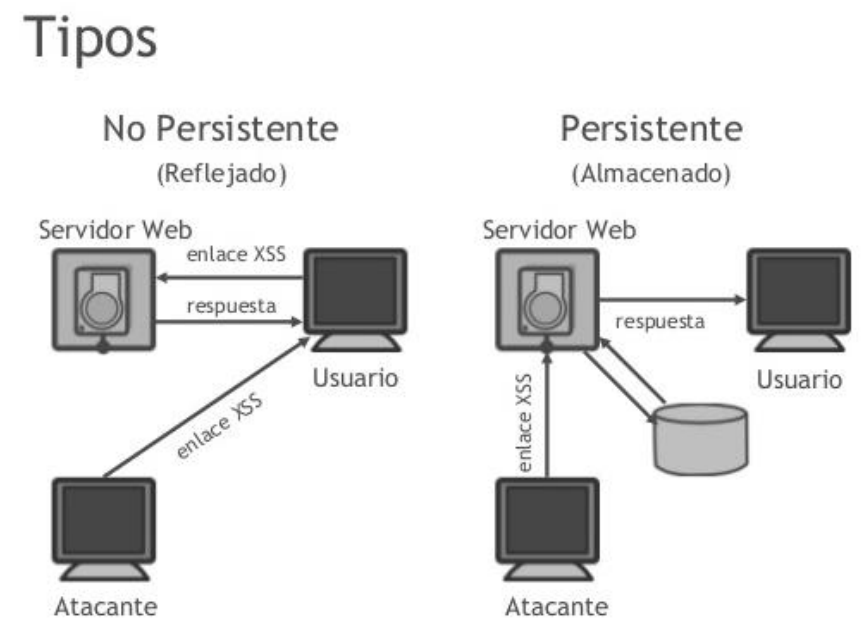 Tipos
No Persistente
(Reflejado)
Servidor Web
enlace XSS
respuesta
Usuario
enlace XSS
Atacante
Persistente
(Almacenado)
Servidor Web
respuesta
Usuario
enlace XSS
Atacante